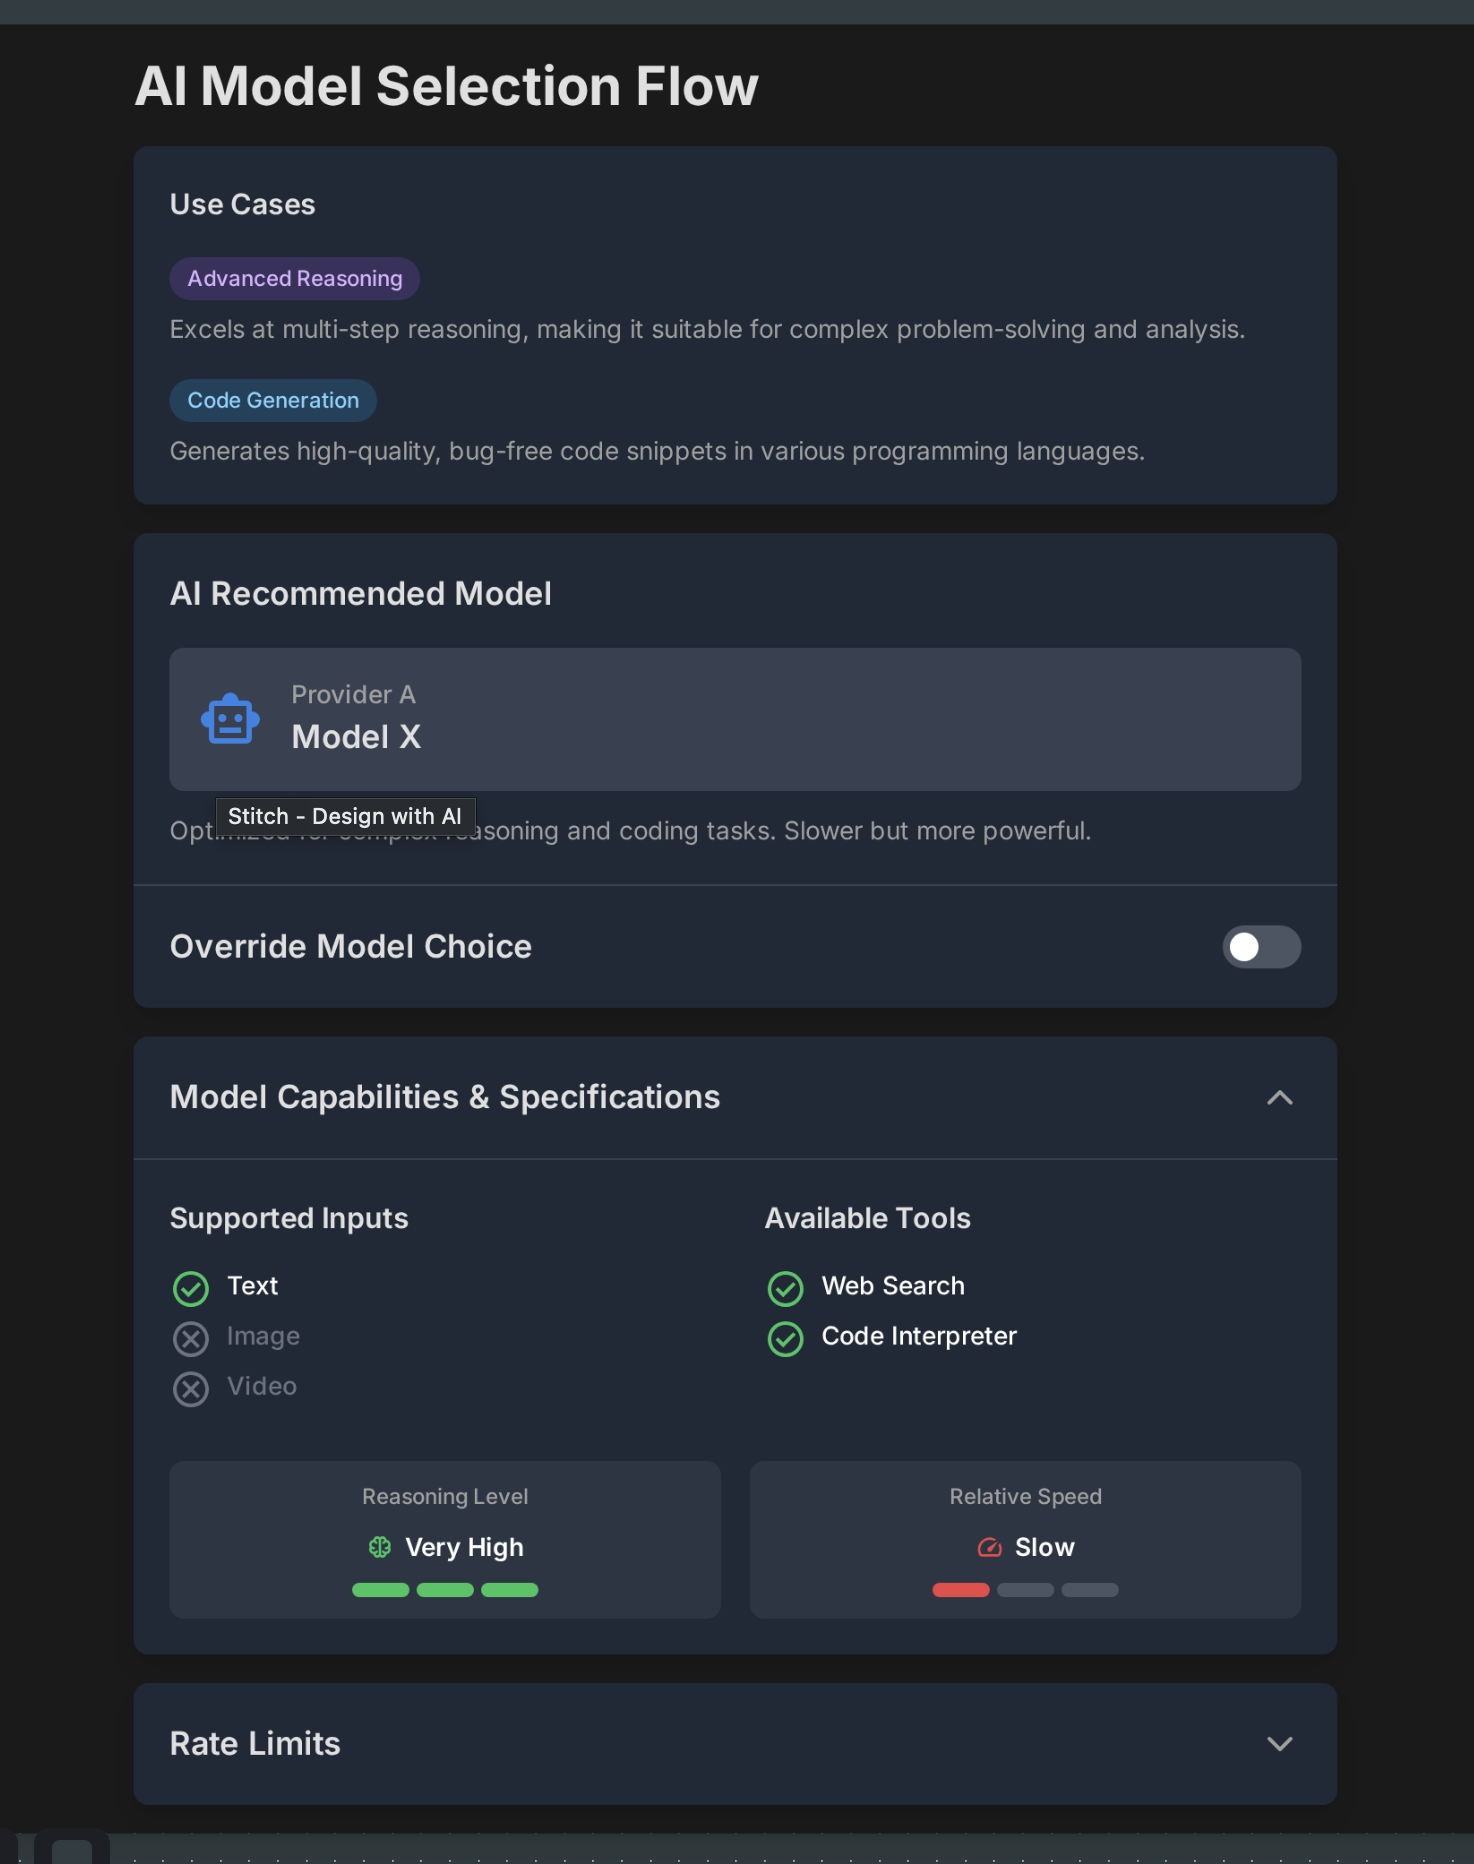 AI Model Selection Flow
Use Cases
Advanced Reasoning
Excels at multi-step reasoning, making it suitable for complex problem-solving and analysis.
Code Generation
Generates high-quality, bug-free code snippets in various programming languages.
AI Recommended Model
Provider A
Model X
Stitch - Design with AI
Optimized for complex reasoning and coding tasks. Slower but more powerful.
Override Model Choice
Model Capabilities & Specifications
Supported Inputs
Text
Image
Video
Available Tools
Web Search
Code Interpreter
Reasoning Level
Very High
Relative Speed
Slow
Rate Limits